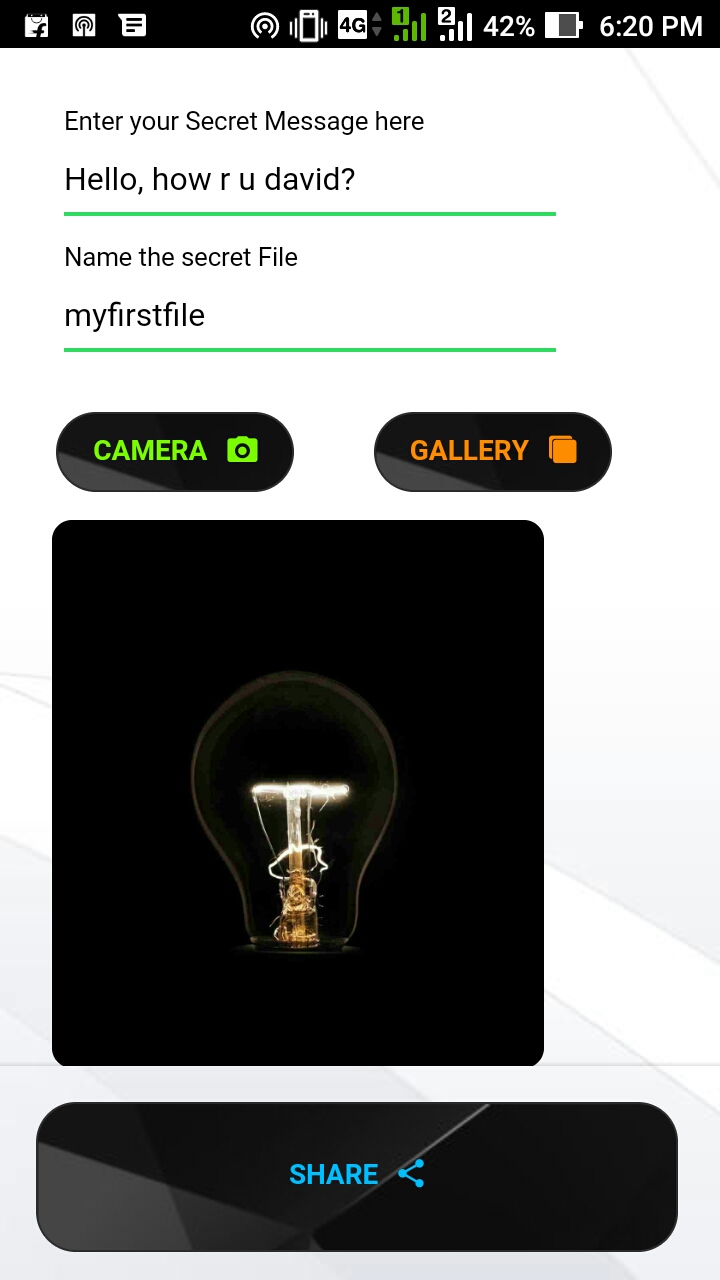 4G 1 2 42% 6:20 PM
Enter your Secret Message here
Hello, how r u david?
Name the secret File
myfirstfile
CAMERA GALLERY
SHARE